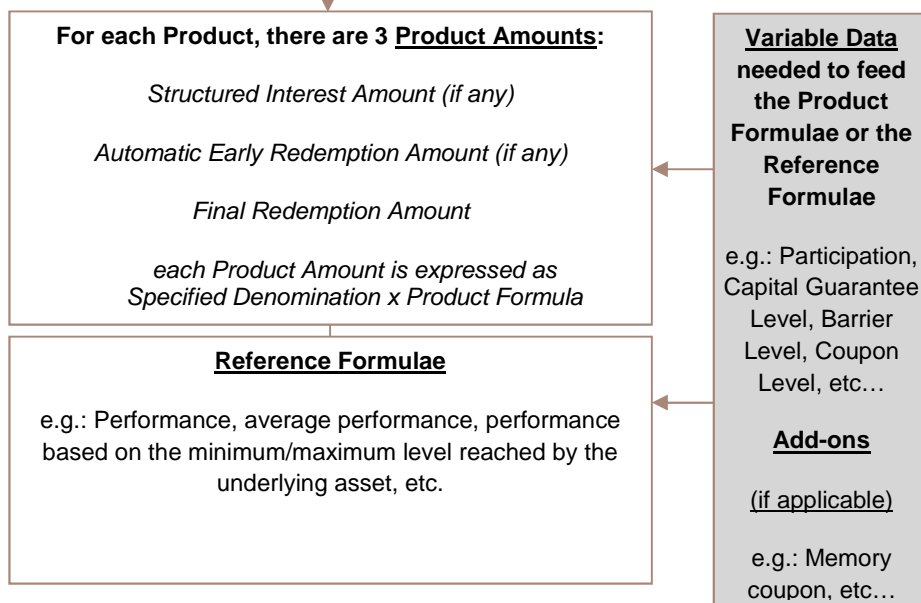 For each Product, there are 3 Product Amounts:
Structured Interest Amount (if any)
Automatic Early Redemption Amount (if any)
Final Redemption Amount
each Product Amount is expressed as
Specified Denomination x Product Formula
Reference Formulae
e.g.: Performance, average performance, performance
based on the minimum/maximum level reached by the
underlying asset, etc.
Variable Data
needed to feed
the Product
Formulae or the
Reference
Formulae
e.g.: Participation,
Capital Guarantee
Level, Barrier
Level, Coupon
Level, etc…
Add-ons
(if applicable)
e.g.: Memory
coupon, etc…